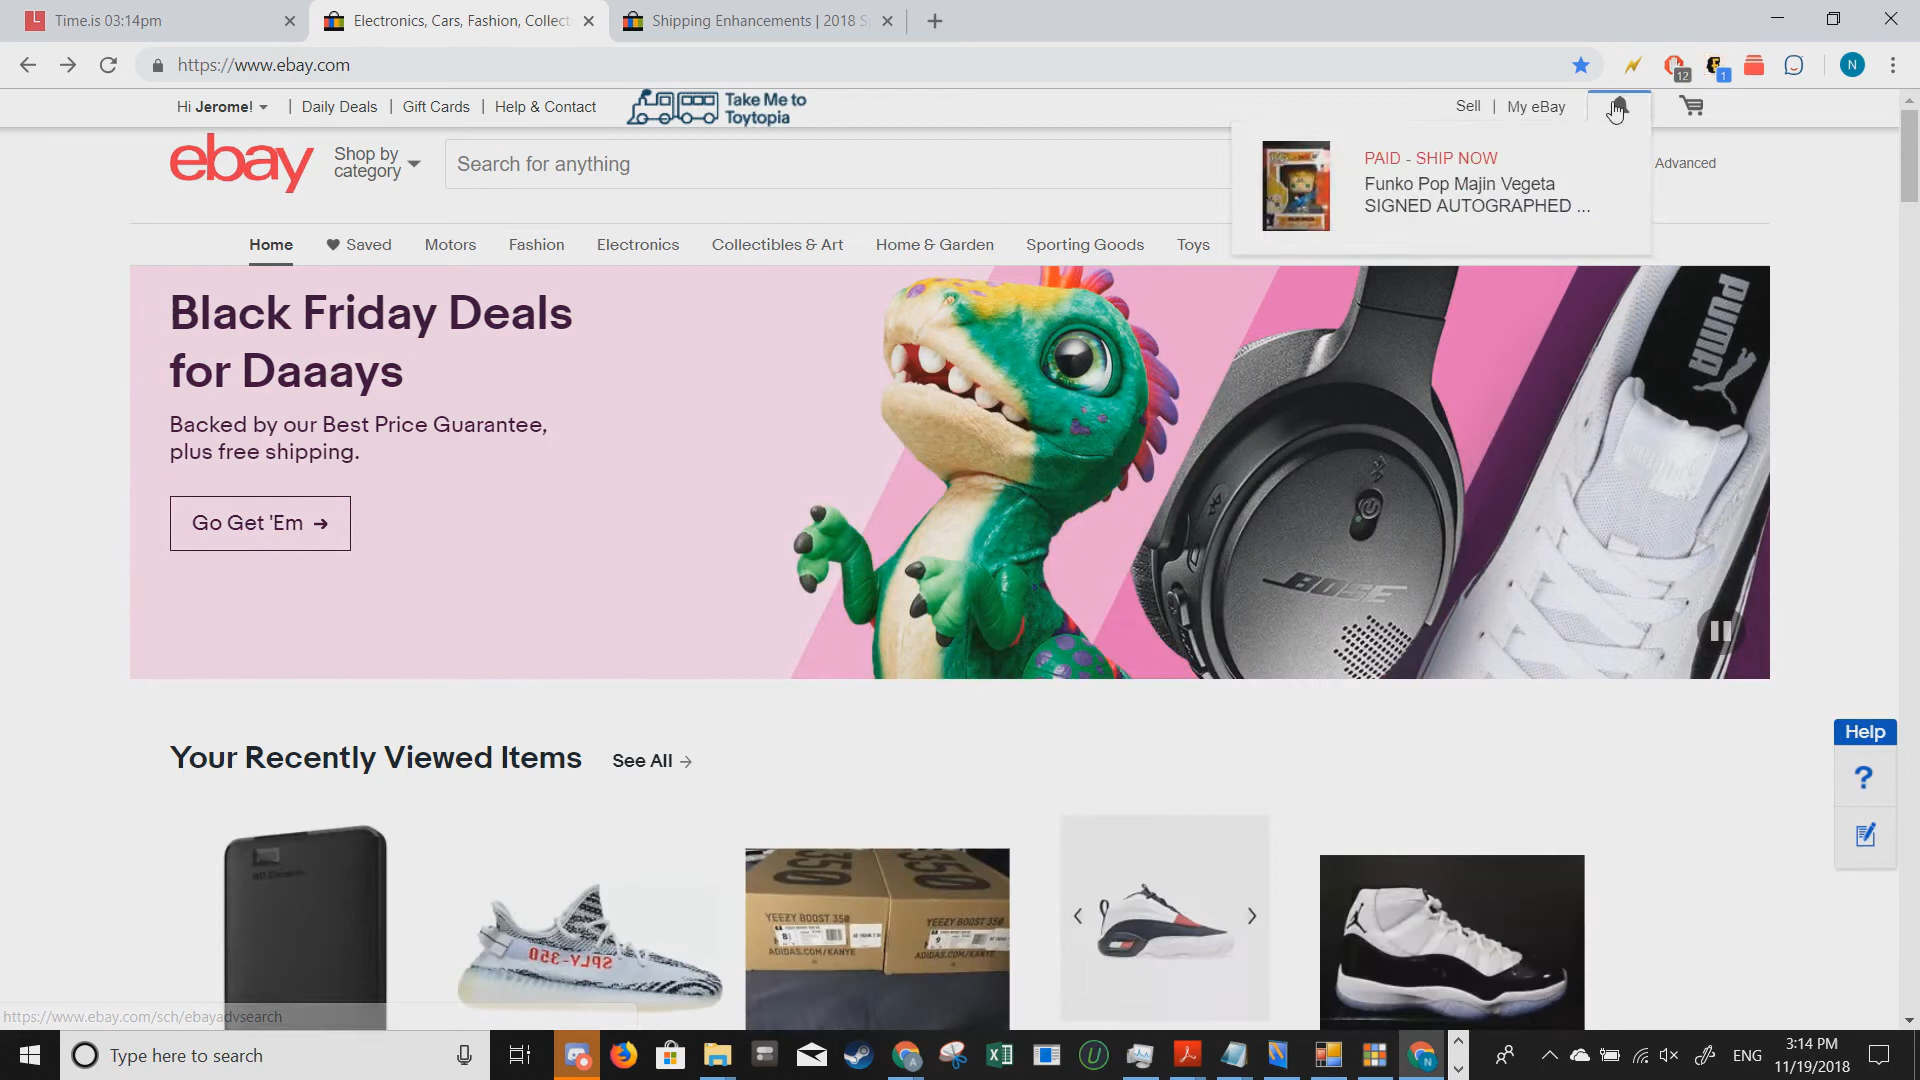 Time.is 03:14pm
Electronics, Cars, Fashion, Collect
Shipping Enhancements | 2018 S
https://www.ebay.com
12
1
N
Hi Jerome!
Daily Deals
Gift Cards
Help & Contact
Take Me to
Toytopia
Sell
My eBay
ebay
Shop by
category
Search for anything
Advanced
PAID - SHIP NOW
Funko Pop Majin Vegeta
SIGNED AUTOGRAPHED ...
Home
Saved
Motors
Fashion
Electronics
Collectibles & Art
Home & Garden
Sporting Goods
Toys
Black Friday Deals
for Daaays
Backed by our Best Price Guarantee,
plus free shipping.
Go Get 'Em
BOSE
PUMA
Help
?
Your Recently Viewed Items
See All
SPLY-350
350
350
YEEZY BOOST 350
ADIDAS.COM/KANYE
YEEZY BOOST 350
ADIDAS.COM/KANYE
https://www.ebay.com/sch/ebayadvsearch
Type here to search
ENG
3:14 PM
11/19/2018